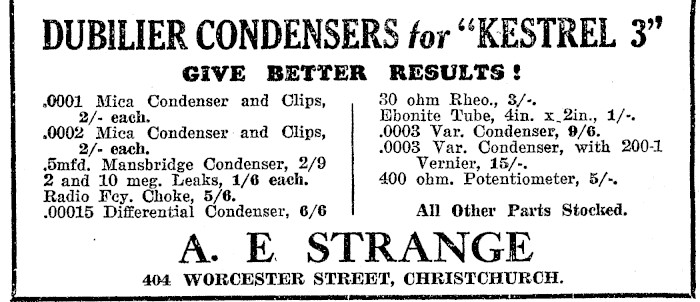 DUBILIER CONDENSERS for "KESTREL 3"
GIVE BETTER RESULTS!
.0001 Mica Condenser and Clips,
2/- each.
.0002 Mica Condenser and Clips,
2/- each.
.5mfd. Mansbridge Condenser, 2/9
2 and 10 meg. Leaks, 1/6 each.
Radio Fcy. Choke, 5/6.
.00015 Differential Condenser, 6/6
30 ohm Rheo., 3/-.
Ebonite Tube, 4in. x 2in., 1/-.
.0003 Var. Condenser, 9/6.
.0003 Var. Condenser, with 200-1
Vernier, 15/-.
400 ohm. Potentiometer, 5/-.
All Other Parts Stocked.
A. E STRANGE
404 WORCESTER STREET, CHRISTCHURCH.